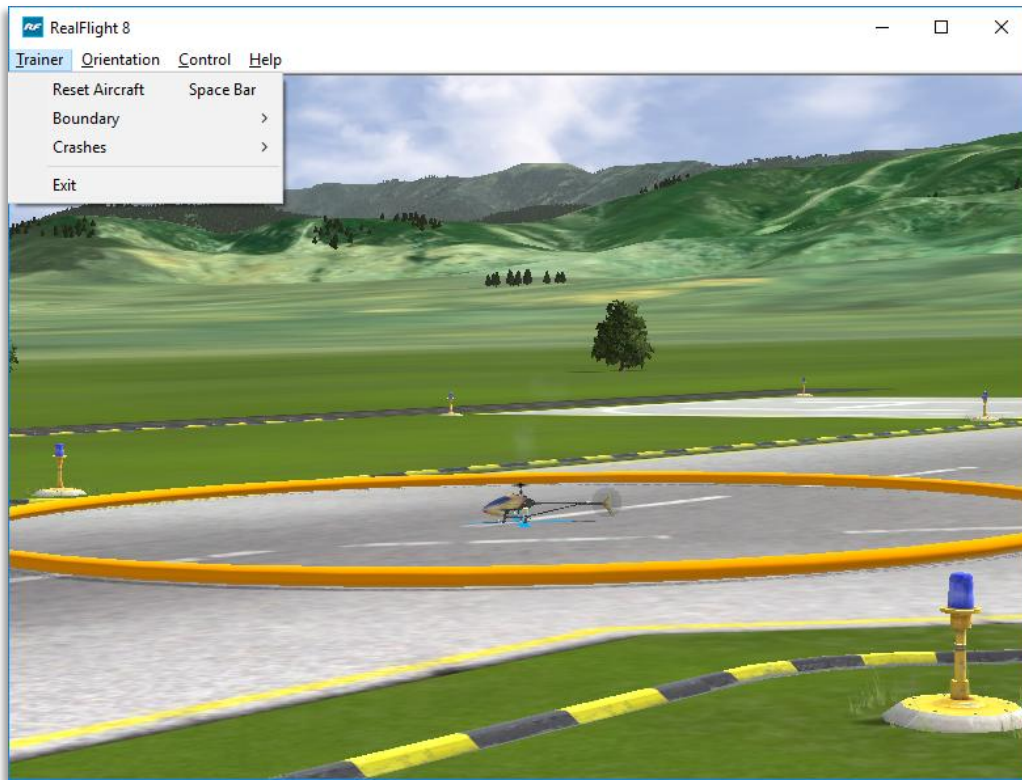 RF RealFlight 8
Trainer Orientation Control Help
Reset Aircraft Space Bar
Boundary
Crashes
Exit